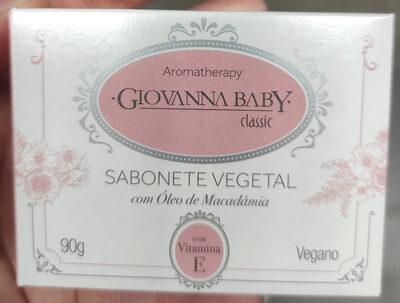 Aromatherapy
·GIOVANNA BABY·
classic
SABONETE VEGETAL
com Óleo de Macadâmia
90g
com
Vitamina
E
Vegano